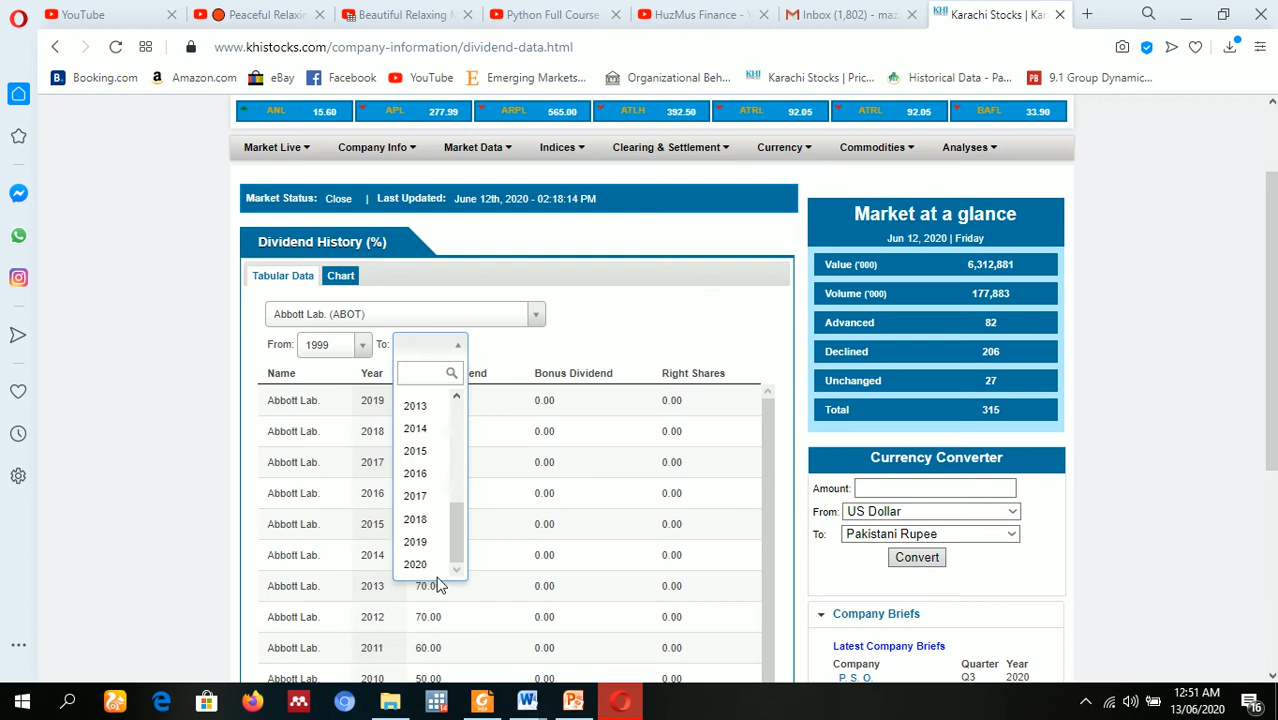 YouTube
Peaceful Relaxi
Beautiful Relaxing M
Python Full Course
HuzMus Finance - Y
Inbox (1,802) - maz
Karachi Stocks | Kar
www.khistocks.com/company-information/dividend-data.html
Booking.com
Amazon.com
eBay
Facebook
YouTube
Emerging Markets...
Organizational Beh...
KHI Karachi Stocks | Pric...
Historical Data - Pa...
9.1 Group Dynamic...
ANL 15.60 APL 277.99 ARPL 565.00 ATLH 392.50 ATRL 92.05 ATRL 92.05 BAFL 33.90
Market Live Company Info Market Data Indices Clearing & Settlement Currency Commodities Analyses
Market Status: Close | Last Updated: June 12th, 2020 - 02:18:14 PM
Dividend History (%)
Tabular Data Chart
Abbott Lab. (ABOT)
From: 1999 To:
Name Year end Bonus Dividend Right Shares
Abbott Lab. 2019 0.00 0.00
Abbott Lab. 2018 0.00 0.00
Abbott Lab. 2017 0.00 0.00
Abbott Lab. 2016 0.00 0.00
Abbott Lab. 2015 0.00 0.00
Abbott Lab. 2014 0.00 0.00
Abbott Lab. 2013 70.00 0.00 0.00
Abbott Lab. 2012 70.00 0.00 0.00
Abbott Lab. 2011 60.00 0.00 0.00
Abbott Lab. 2010 50.00 0.00 0.00
2013
2014
2015
2016
2017
2018
2019
2020
Market at a glance
Jun 12, 2020 | Friday
Value ('000) 6,312,881
Volume ('000) 177,883
Advanced 82
Declined 206
Unchanged 27
Total 315
Currency Converter
Amount:
From: US Dollar
To: Pakistani Rupee
Convert
Company Briefs
Latest Company Briefs
Company Quarter Year
P. S. O. Q3 2020
12:51 AM
13/06/2020
16